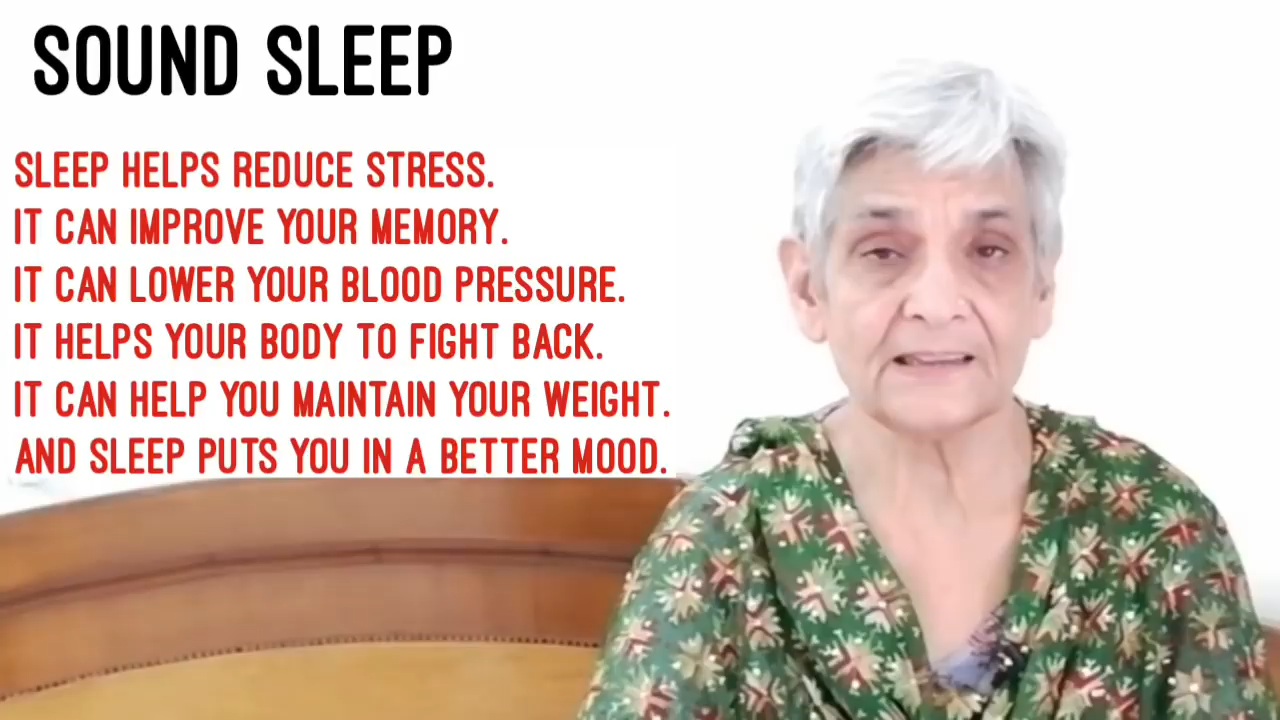 SOUND SLEEP
SLEEP HELPS REDUCE STRESS.
IT CAN IMPROVE YOUR MEMORY.
IT CAN LOWER YOUR BLOOD PRESSURE.
IT HELPS YOUR BODY TO FIGHT BACK.
IT CAN HELP YOU MAINTAIN YOUR WEIGHT.
AND SLEEP PUTS YOU IN A BETTER MOOD.